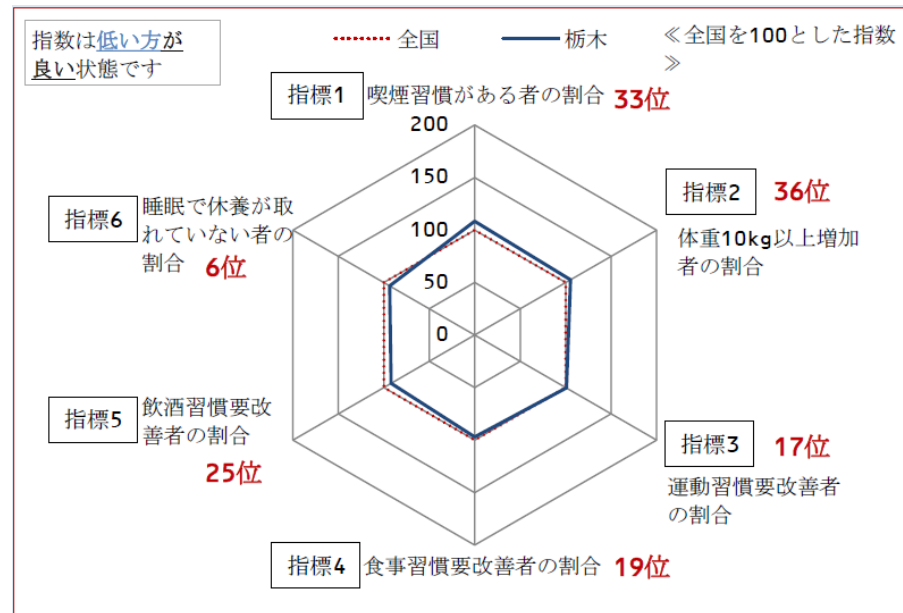 指数は低い方が
良い状態です
全国
栃木
≪全国を100とした指数
≫
指標1
喫煙習慣がある者の割合
33位
200
150
100
50
0
指標2
36位
体重10kg以上増加
者の割合
指標6
睡眠で休養が取
れていない者の
割合
6位
指標5
飲酒習慣要改
善者の割合
25位
指標3
17位
運動習慣要改善者
の割合
指標4
食事習慣要改善者の割合
19位